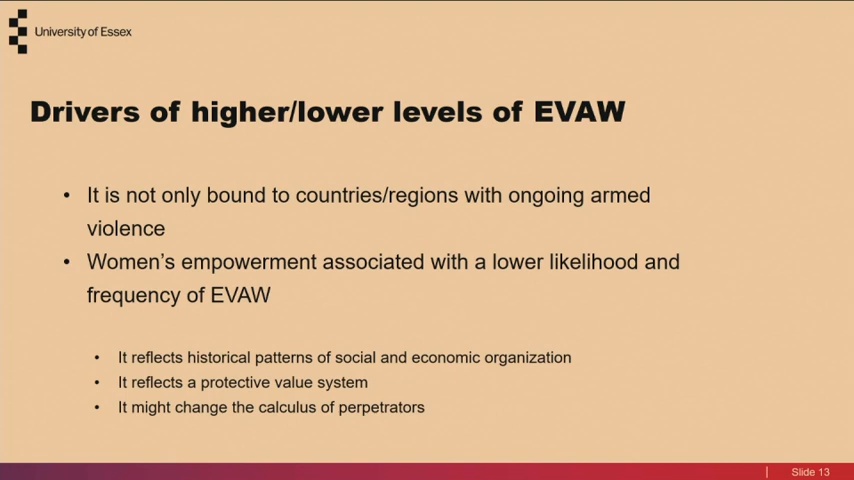 University of Essex
Drivers of higher/lower levels of EVAW
• It is not only bound to countries/regions with ongoing armed
violence
• Women's empowerment associated with a lower likelihood and
frequency of EVAW
• It reflects historical patterns of social and economic organization
• It reflects a protective value system
• It might change the calculus of perpetrators
| Slide 13